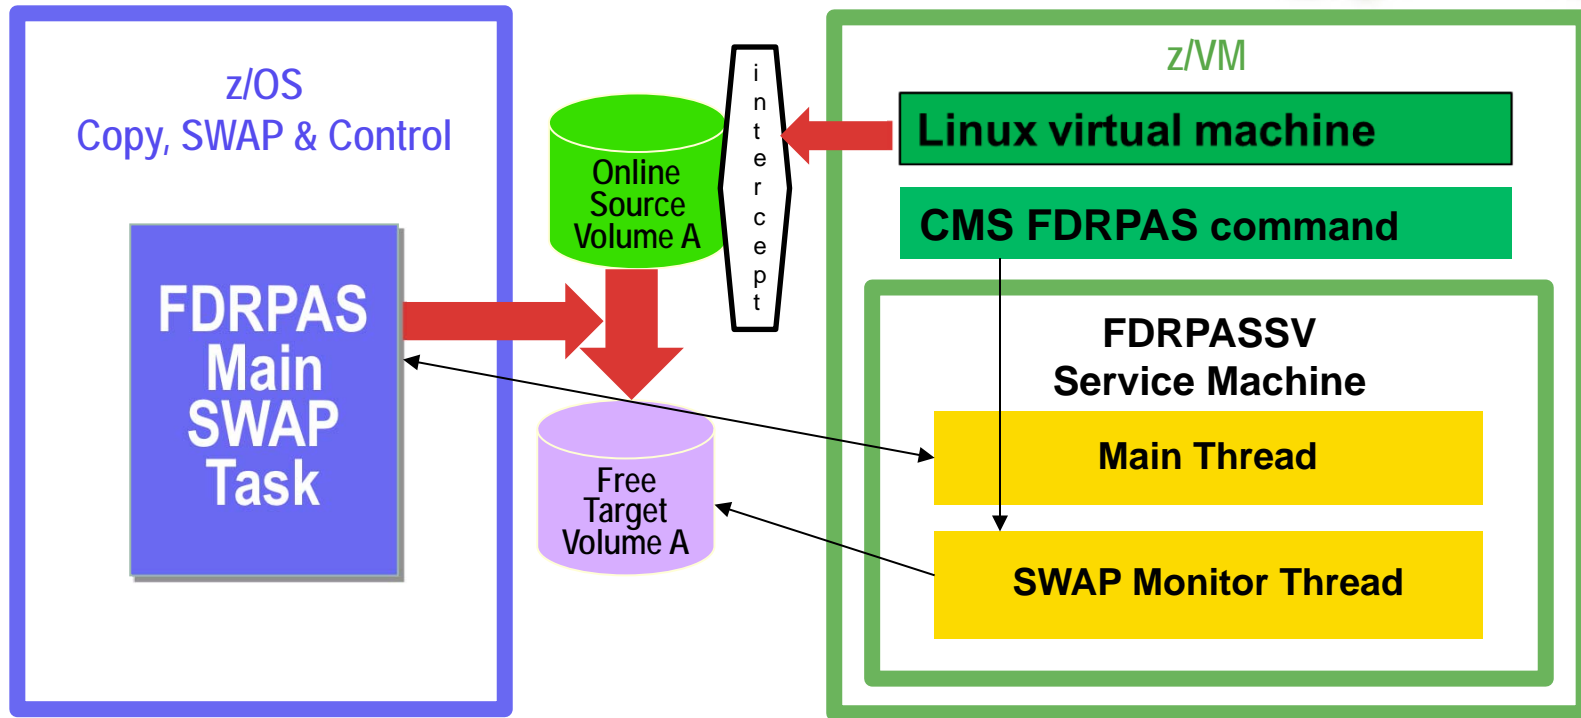 z/OS
Copy, SWAP & Control
FDRPAS
Main
SWAP
Task
Online
Source
Volume A
intercept
Free
Target
Volume A
z/VM
Linux virtual machine
CMS FDRPAS command
FDRPASSV
Service Machine
Main Thread
SWAP Monitor Thread